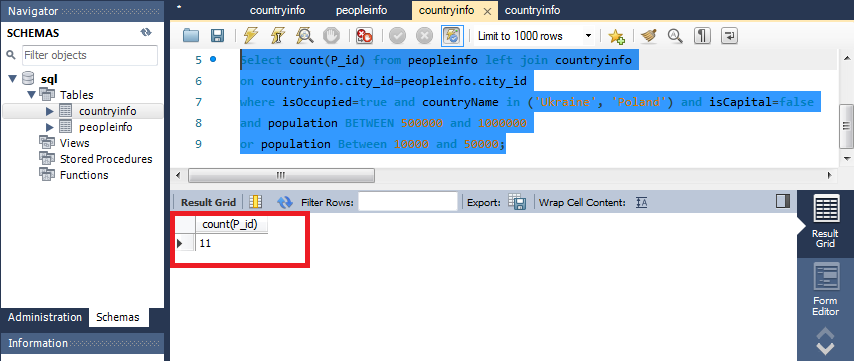 Navigator
countryinfo peopleinfo countryinfo countryinfo
SCHEMAS
Filter objects
sql
Tables
countryinfo
peopleinfo
Views
Stored Procedures
Functions
Administration Schemas
Information
Limit to 1000 rows
5 Select count(P_id) from peopleinfo left join countryinfo
6 on countryinfo.city_id=peopleinfo.city_id
7 where isOccupied=true and countryName in ('Ukraine', 'Poland') and isCapital=false
8 and population BETWEEN 500000 and 1000000
9 or population Between 10000 and 50000;
Result Grid Filter Rows: Export: Wrap Cell Content:
count(P_id)
11
Result
Grid
Form
Editor